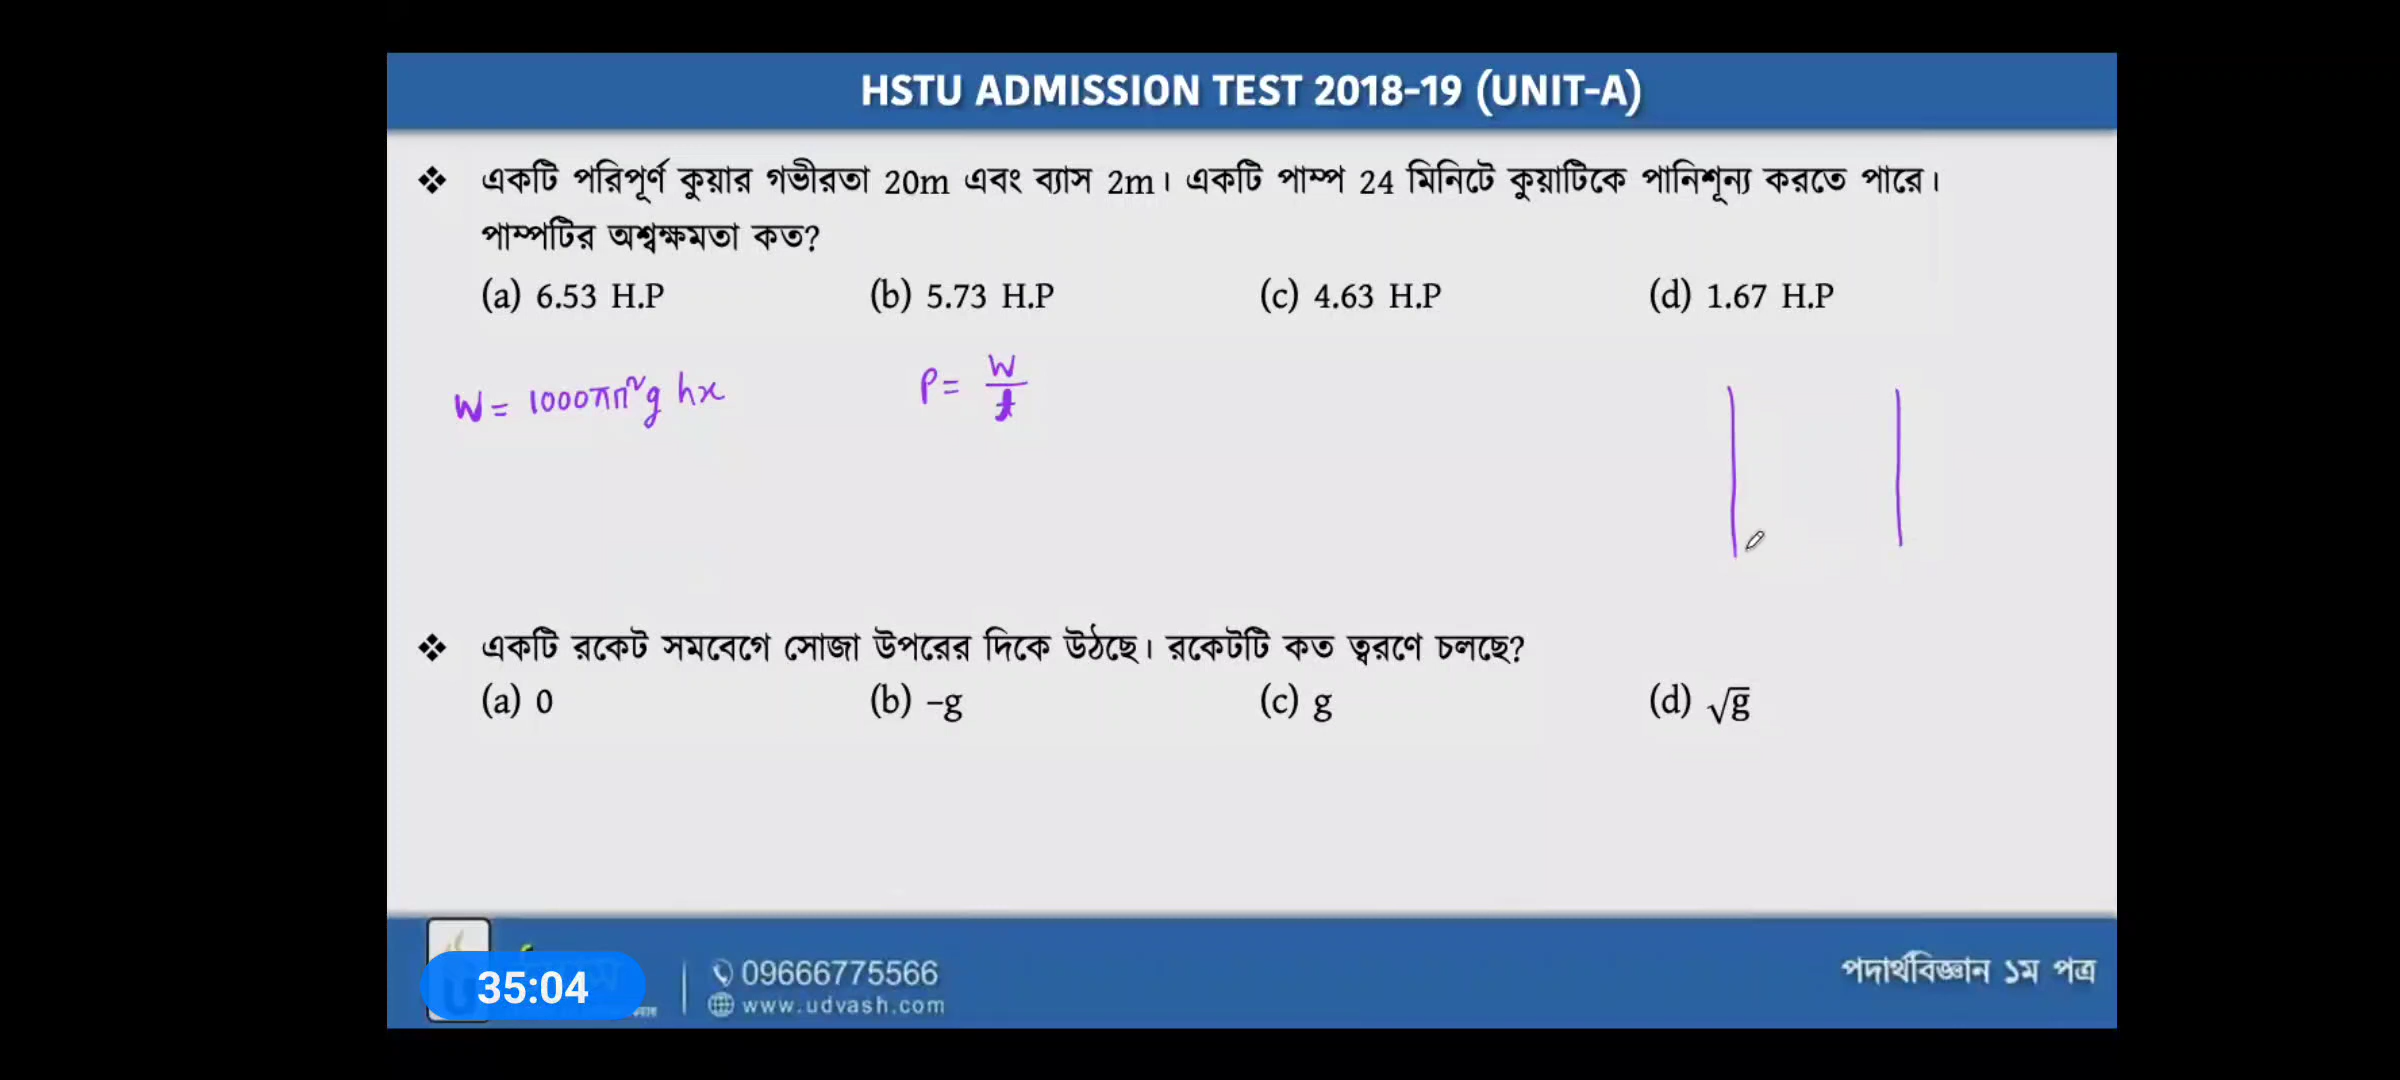 HSTU ADMISSION TEST 2018-19 (UNIT-A)
❖ একটি পরিপূর্ণ কুয়ার গভীরতা 20m এবং ব্যাস 2m। একটি পাম্প 24 মিনিটে কুয়াটিকে পানিশূন্য করতে পারে।
পাম্পটির অশ্বক্ষমতা কত?
(a) 6.53 H.P (b) 5.73 H.P (c) 4.63 H.P (d) 1.67 H.P
W = 1000πr²g hx P = W/t
❖ একটি রকেট সমবেগে সোজা উপরের দিকে উঠছে। রকেটটি কত ত্বরণে চলছে?
(a) 0 (b) –g (c) g (d) √g
35:04
09666775566
www.udvash.com
পদার্থবিজ্ঞান ১ম পত্র